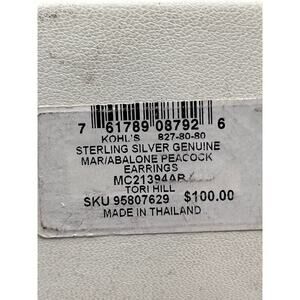 7 61789 08792 6
KOHL'S 827-80-80
STERLING SILVER GENUINE
MAR/ABALONE PEACOCK
EARRINGS
MC21394AB
TORI HILL
SKU 95807629 $100.00
MADE IN THAILAND